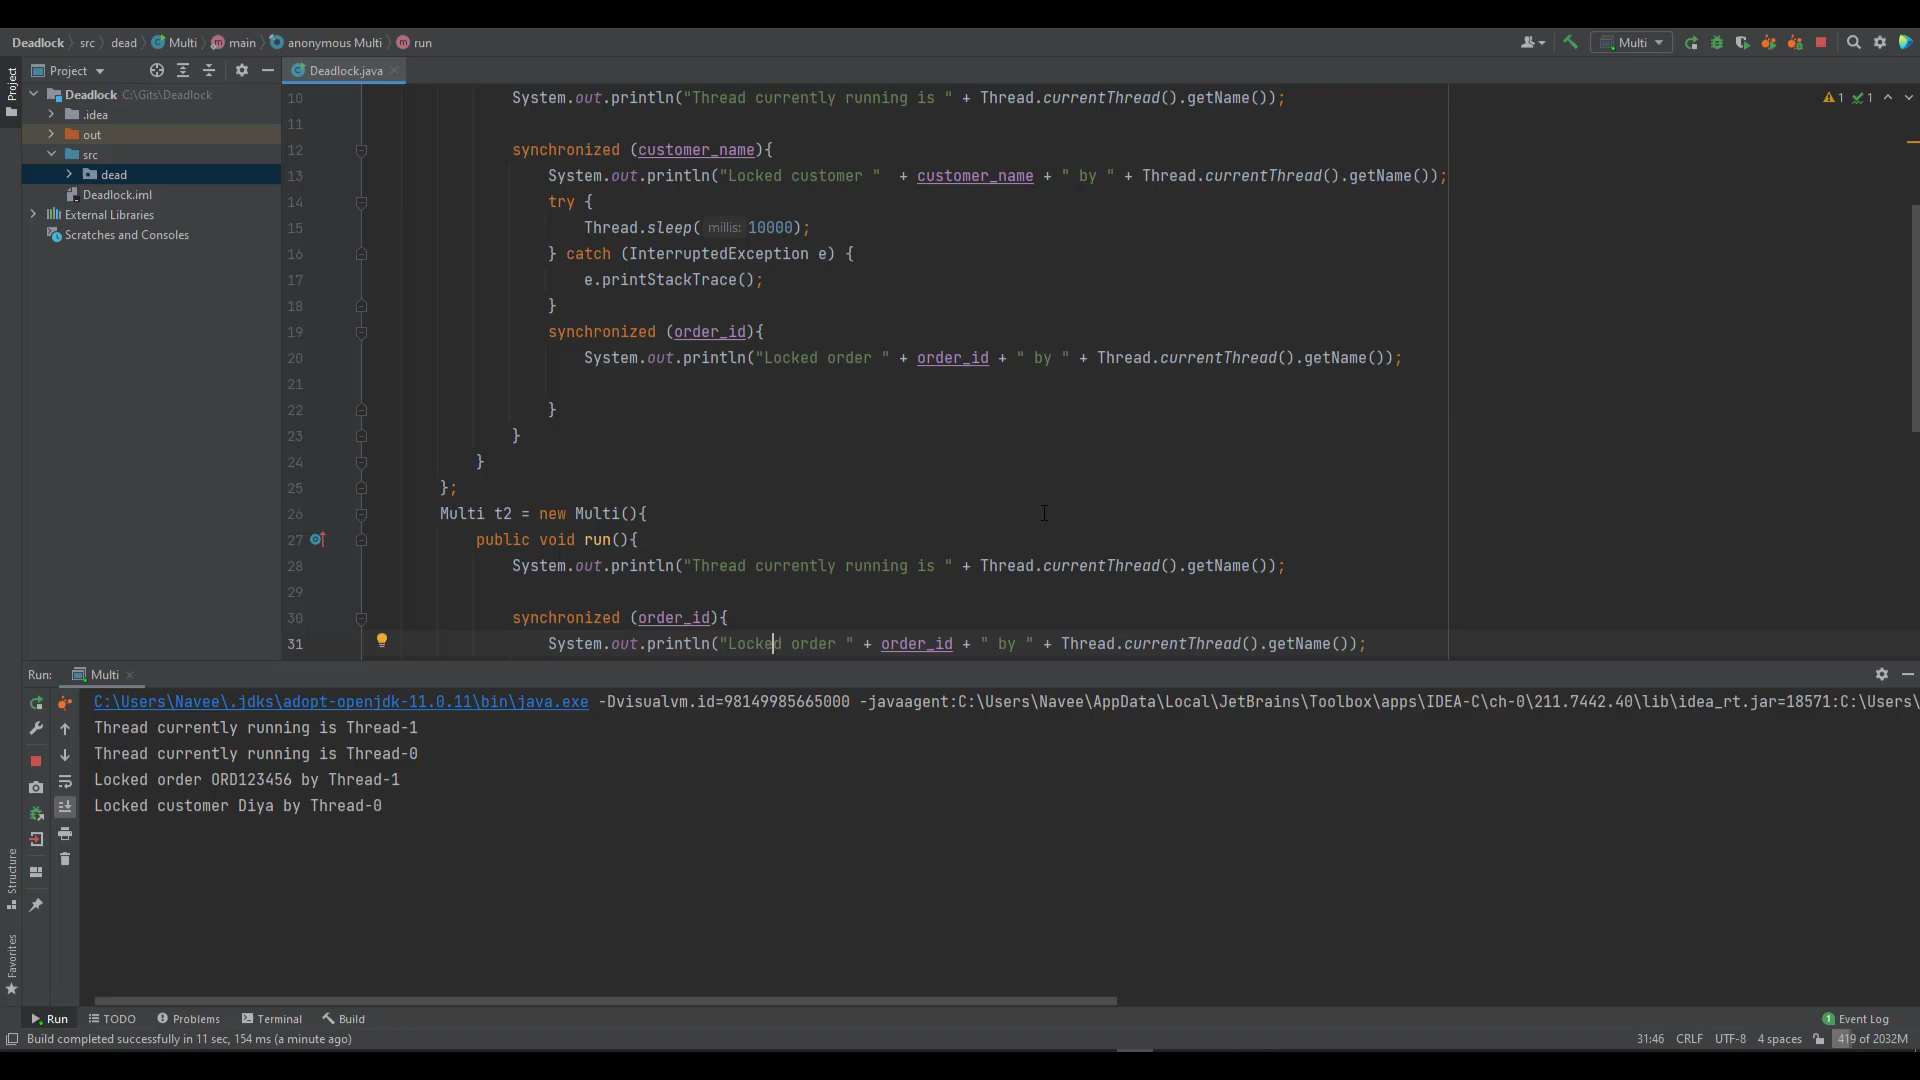 Deadlock > src > dead > Multi > main > anonymous Multi > run
Multi
Project
Deadlock.java
Project
Deadlock C:\Gits\Deadlock
.idea
out
src
dead
Deadlock.iml
External Libraries
Scratches and Consoles
1 1
10 System.out.println("Thread currently running is " + Thread.currentThread().getName());
11
12 synchronized (customer_name){
13 System.out.println("Locked customer "  + customer_name + " by " + Thread.currentThread().getName());
14 try {
15 Thread.sleep( millis: 10000);
16 } catch (InterruptedException e) {
17 e.printStackTrace();
18 }
19 synchronized (order_id){
20 System.out.println("Locked order " + order_id + " by " + Thread.currentThread().getName());
21
22 }
23 }
24 }
25 };
26 Multi t2 = new Multi(){
27 public void run(){
28 System.out.println("Thread currently running is " + Thread.currentThread().getName());
29
30 synchronized (order_id){
31 System.out.println("Locked order " + order_id + " by " + Thread.currentThread().getName());
Run: Multi
C:\Users\Navee\.jdks\adopt-openjdk-11.0.11\bin\java.exe -Dvisualvm.id=98149985665000 -javaagent:C:\Users\Navee\AppData\Local\JetBrains\Toolbox\apps\IDEA-C\ch-0\211.7442.40\lib\idea_rt.jar=18571:C:\Users\
Thread currently running is Thread-1
Thread currently running is Thread-0
Locked order ORD123456 by Thread-1
Locked customer Diya by Thread-0
Structure
Favorites
Run TODO Problems Terminal Build
1 Event Log
Build completed successfully in 11 sec, 154 ms (a minute ago)
31:46 CRLF UTF-8 4 spaces 419 of 2032M